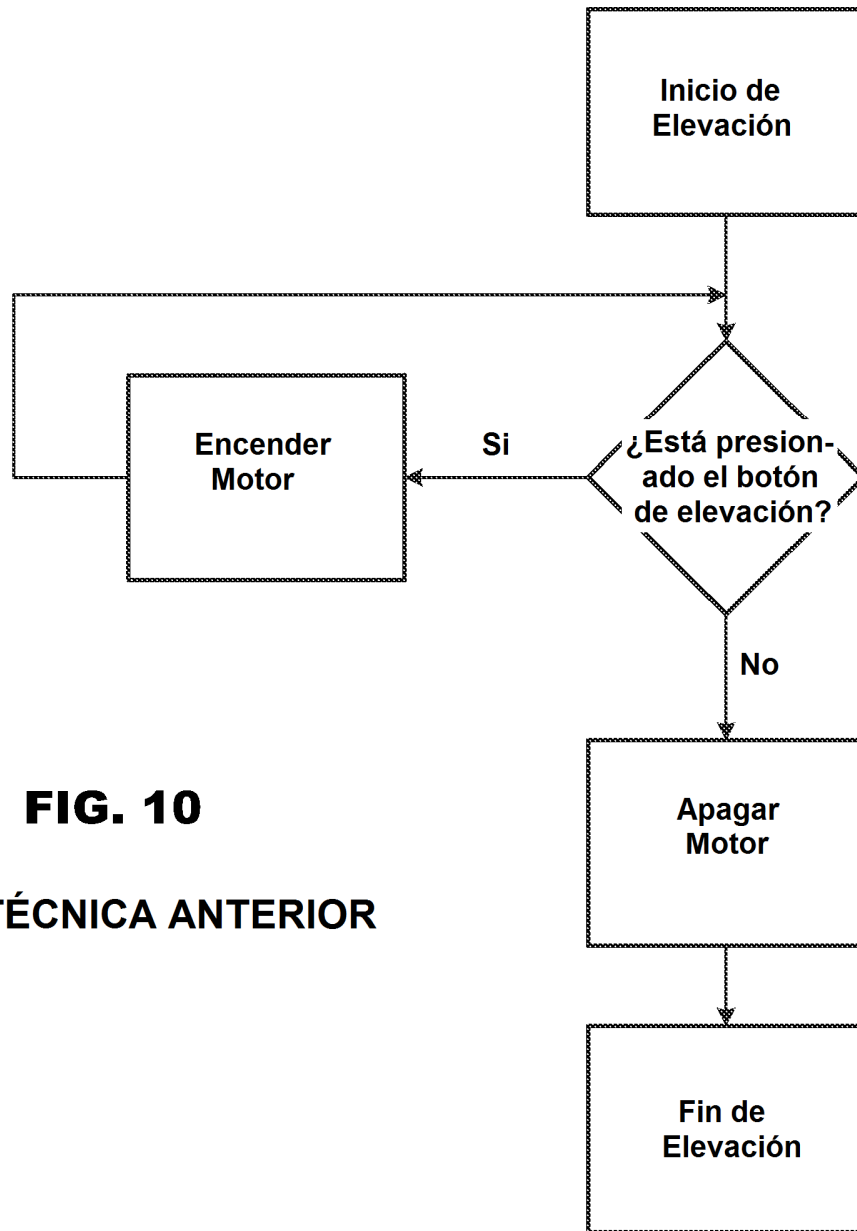 Inicio de
Elevación
¿Está presion-
ado el botón
de elevación?
Si
Encender
Motor
No
Apagar
Motor
Fin de
Elevación
FIG. 10
TÉCNICA ANTERIOR